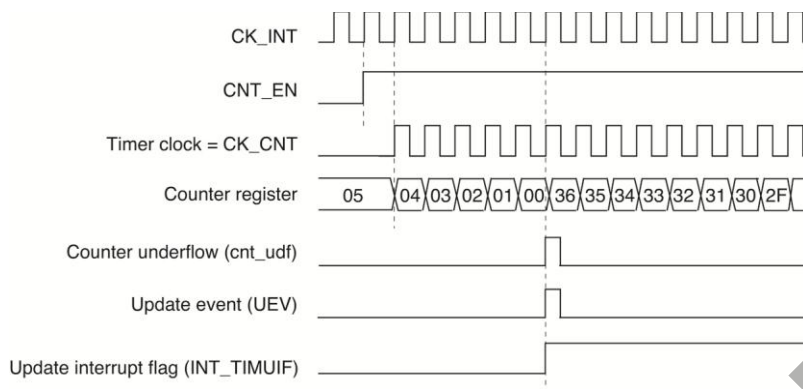 CK_INT
CNT_EN
Timer clock = CK_CNT
Counter register 05 04 03 02 01 00 36 35 34 33 32 31 30 2F
Counter underflow (cnt_udf)
Update event (UEV)
Update interrupt flag (INT_TIMUIF)